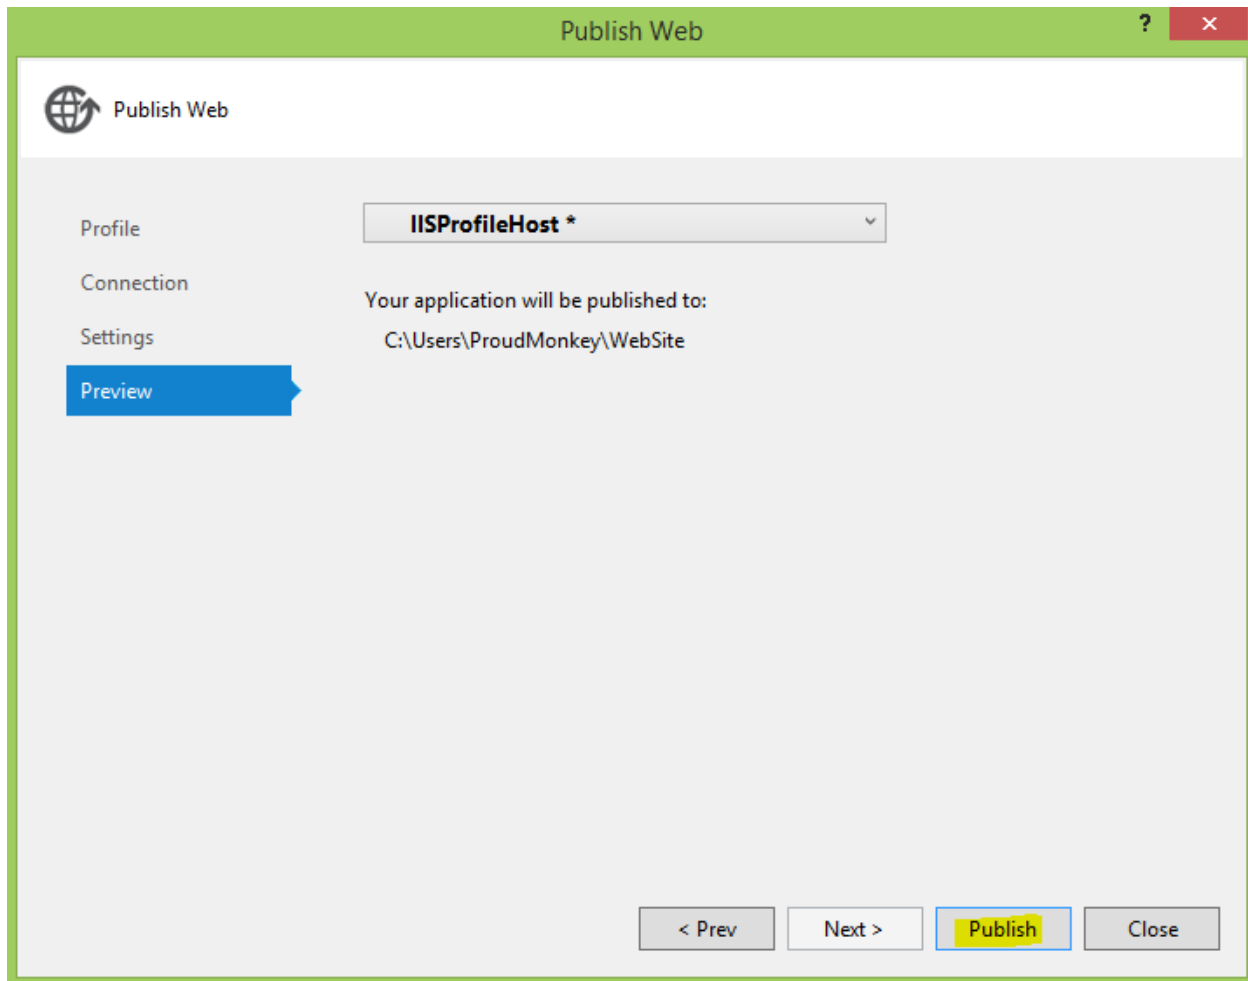 Publish Web
?
Publish Web
Profile
Connection
Settings
Preview
IISProfileHost *
Your application will be published to:
C:\Users\ProudMonkey\WebSite
< Prev
Next >
Publish
Close